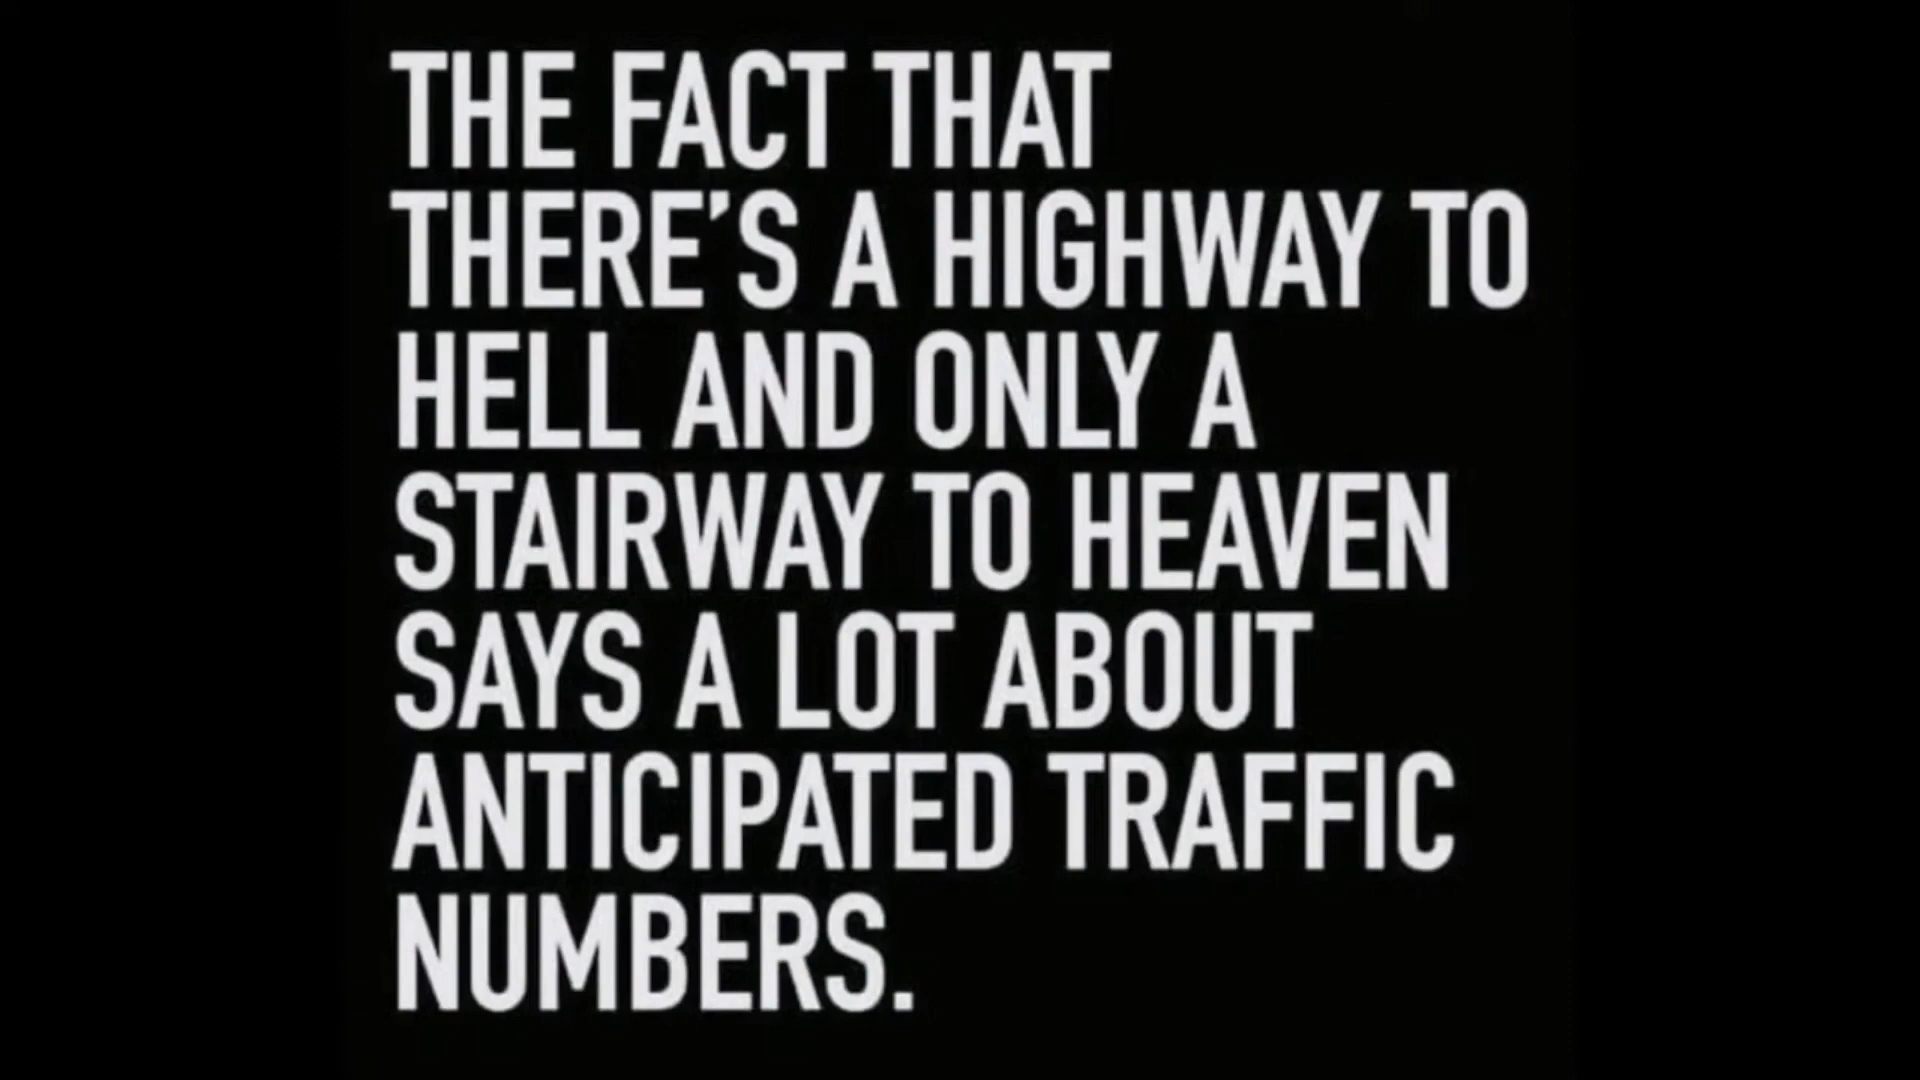 THE FACT THAT
THERE'S A HIGHWAY TO
HELL AND ONLY A
STAIRWAY TO HEAVEN
SAYS A LOT ABOUT
ANTICIPATED TRAFFIC
NUMBERS.